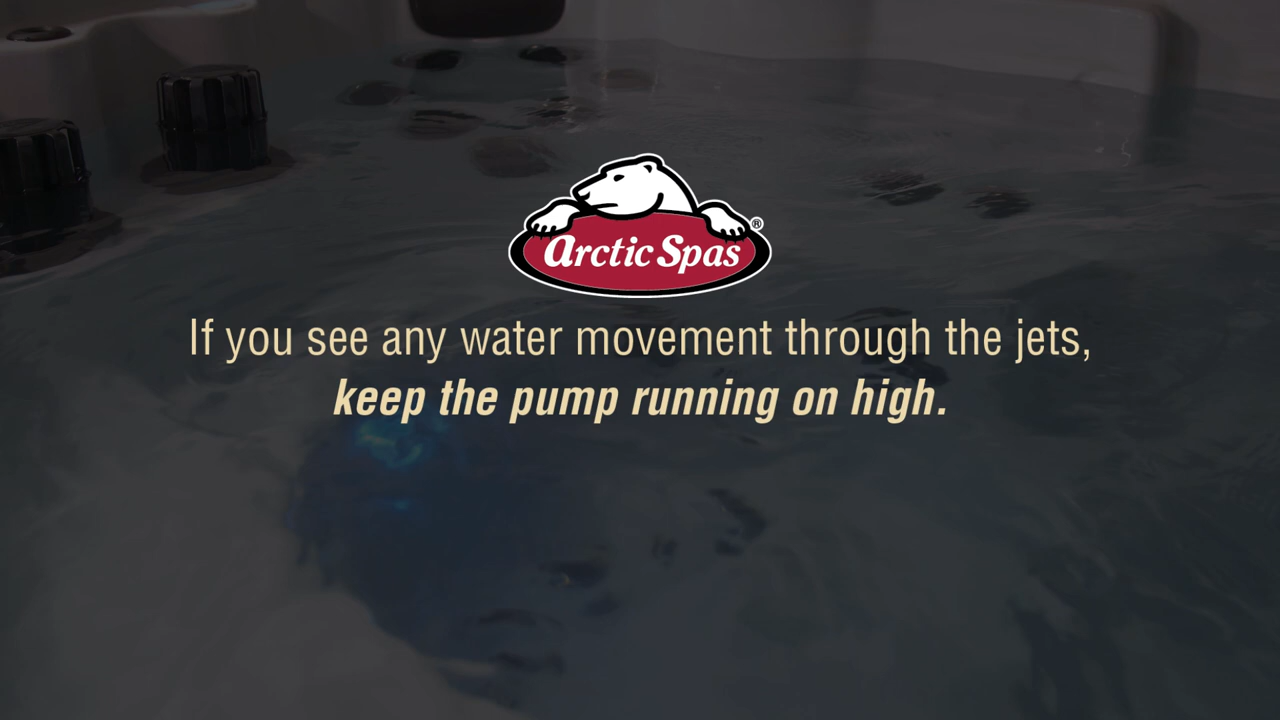 Arctic Spas®
If you see any water movement through the jets,
keep the pump running on high.